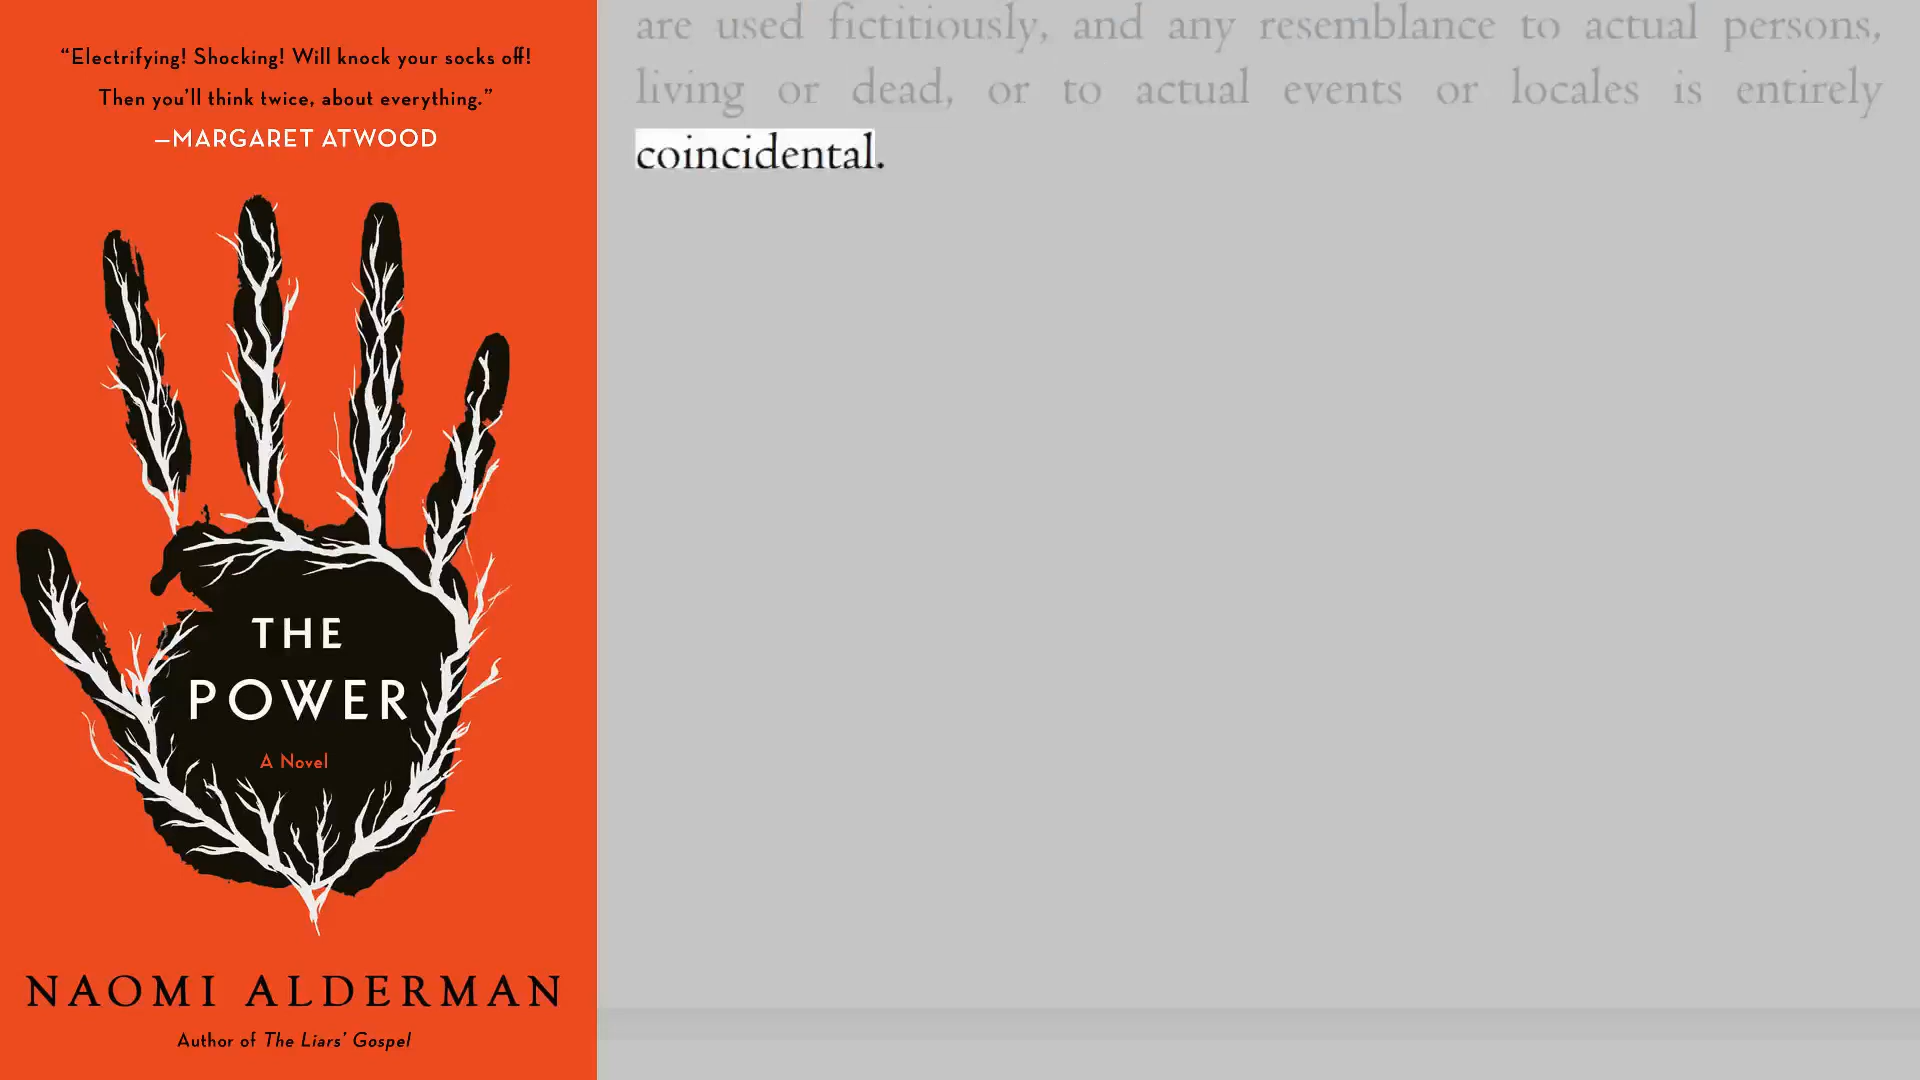 “Electrifying! Shocking! Will knock your socks off!
Then you’ll think twice, about everything.”
—MARGARET ATWOOD
THE
POWER
A Novel
NAOMI ALDERMAN
Author of The Liars’ Gospel
are used fictitiously, and any resemblance to actual persons,
living or dead, or to actual events or locales is entirely
coincidental.